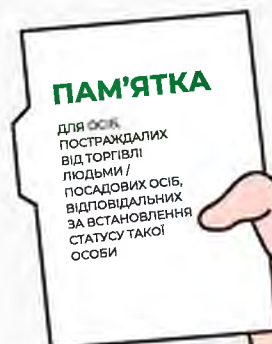 ПАМ'ЯТКА
ДЛЯ ОСІБ,
ПОСТРАЖДАЛИХ
ВІД ТОРГІВЛІ
ЛЮДЬМИ /
ПОСАДОВИХ ОСІБ,
ВІДПОВІДАЛЬНИХ
ЗА ВСТАНОВЛЕННЯ
СТАТУСУ ТАКОЇ
ОСОБИ